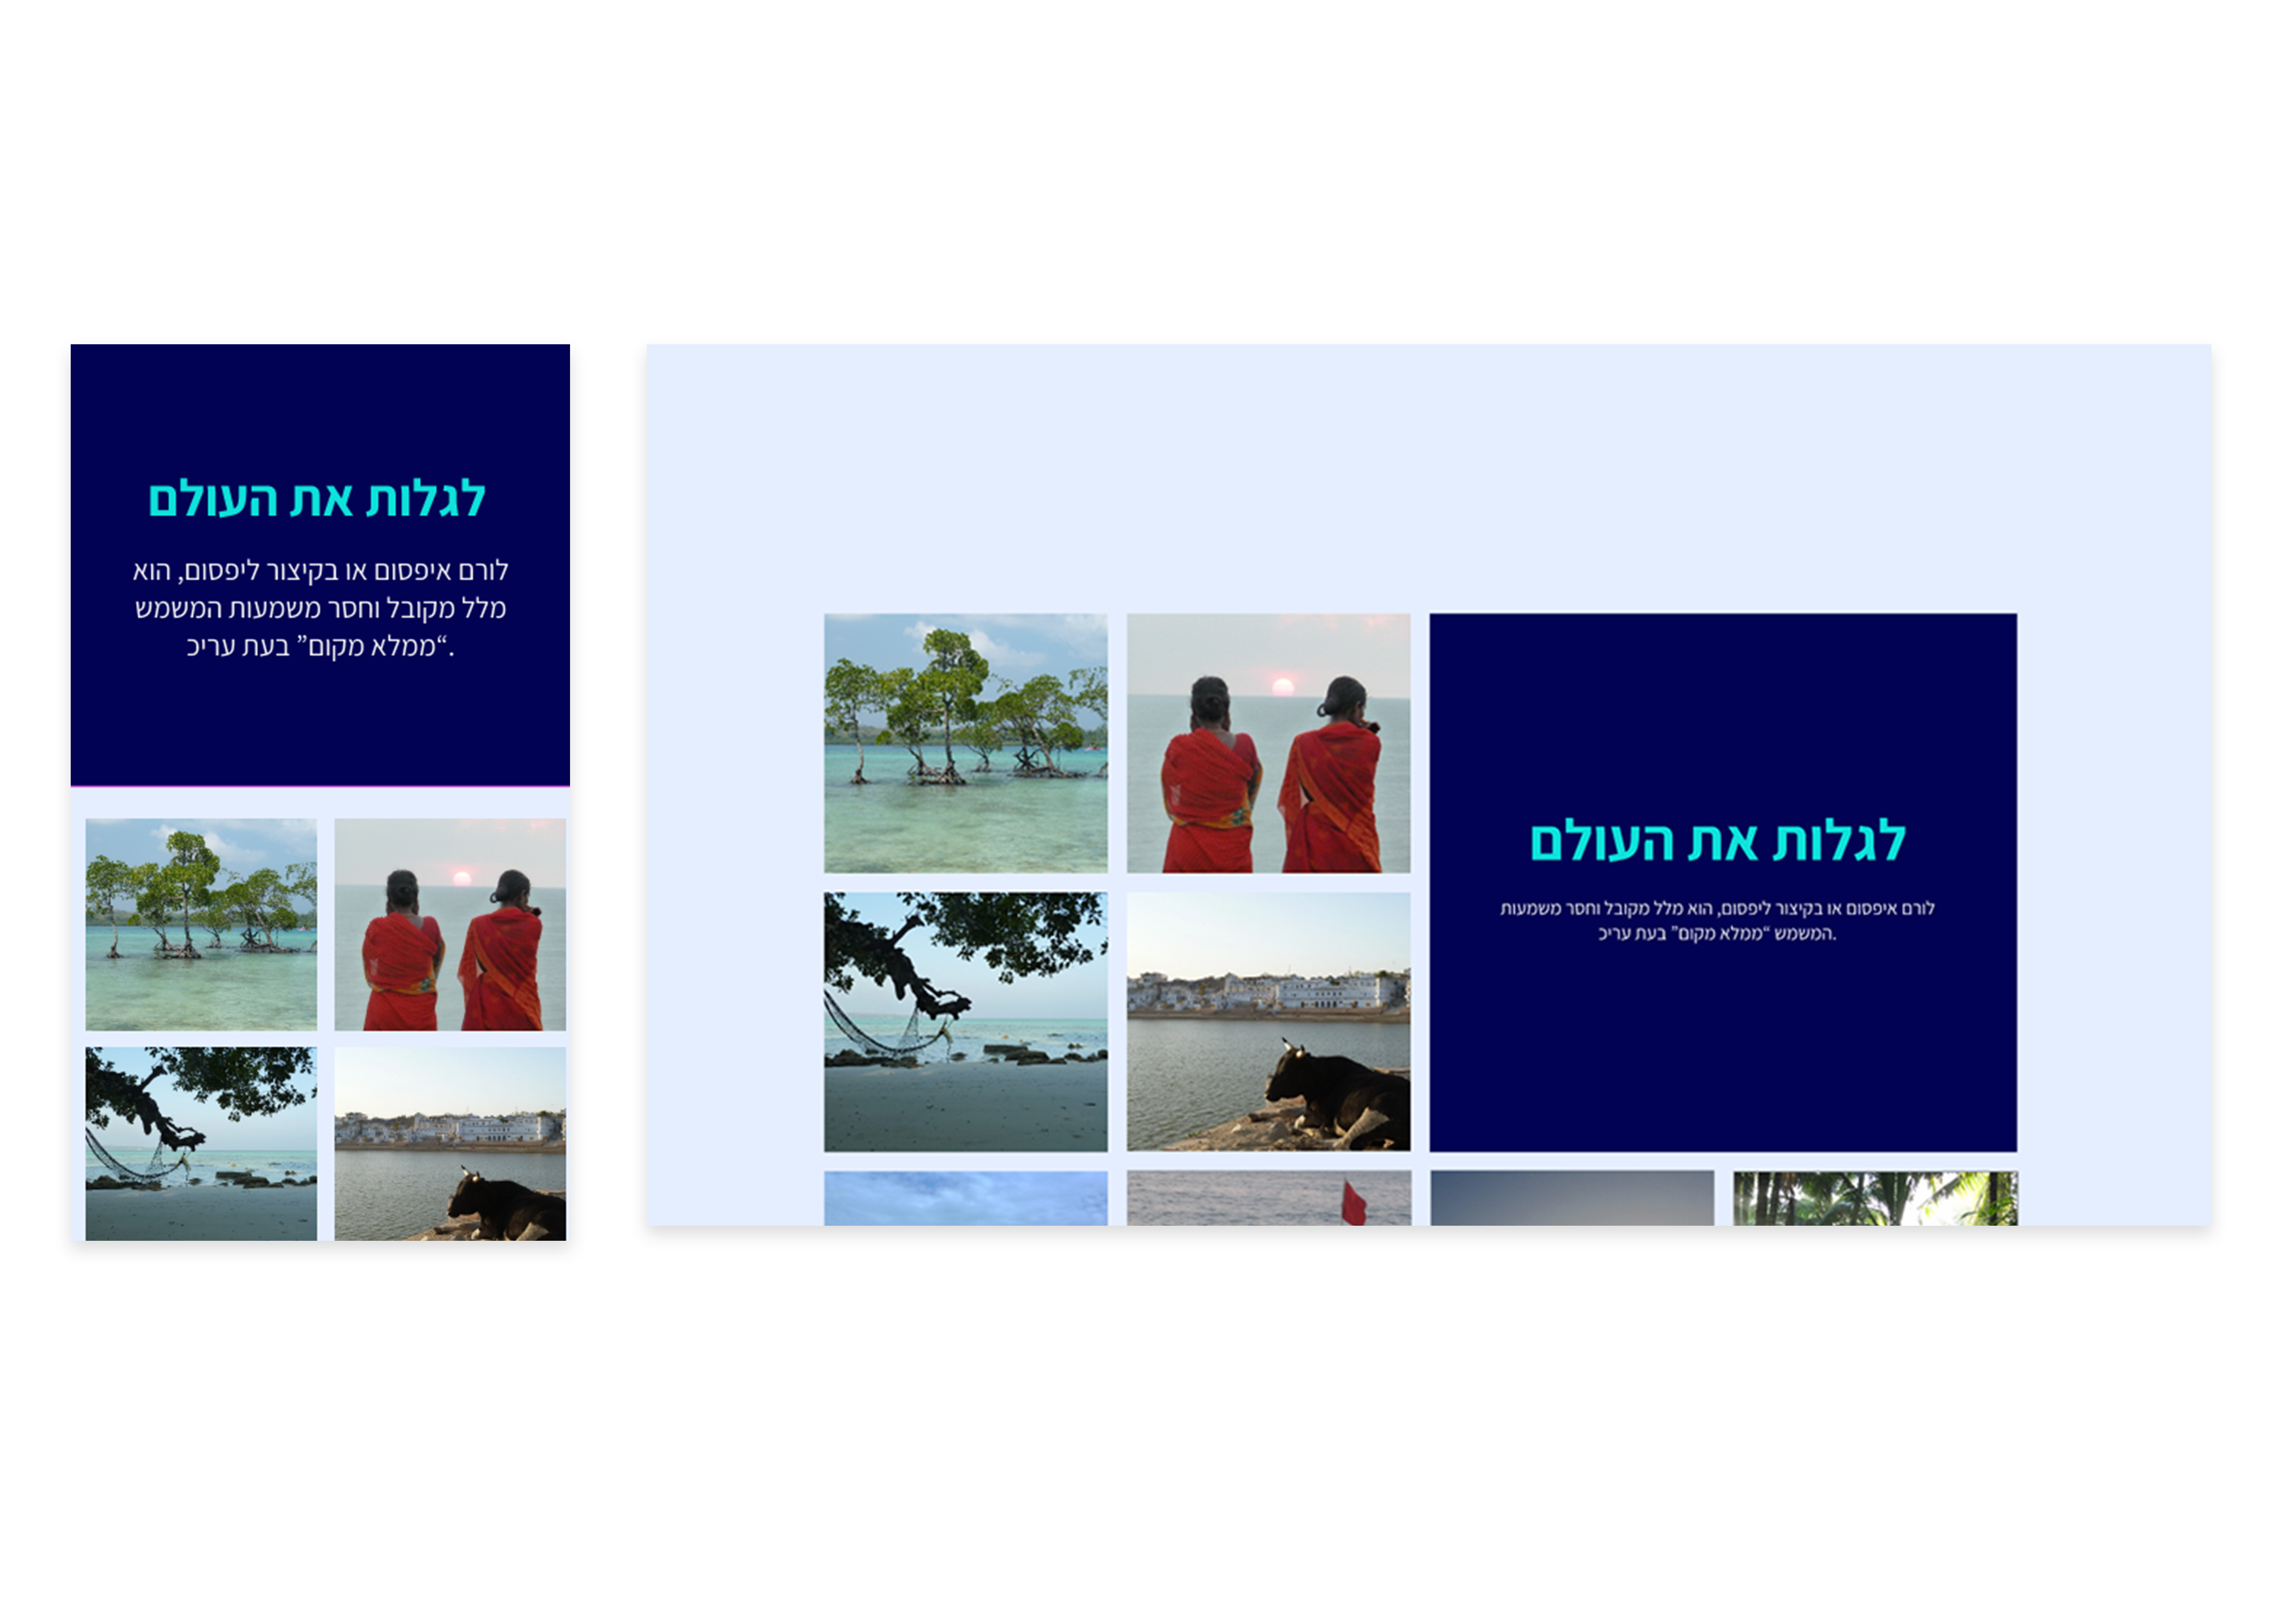 לגלות את העולם
לורם איפסום או בקיצור ליפסום, הוא
מלל מקובל וחסר משמעות המשמש
“ממלא מקום” בעת עריכ.
לגלות את העולם
לורם איפסום או בקיצור ליפסום, הוא מלל מקובל וחסר משמעות
המשמש “ממלא מקום” בעת עריכ.